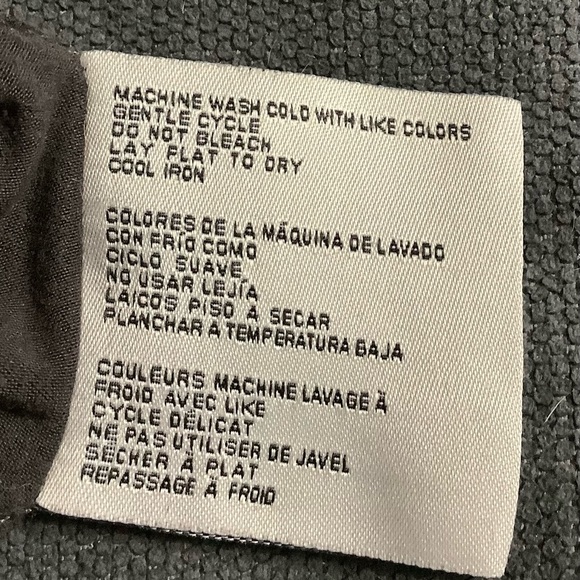 MACHINE WASH COLD WITH LIKE COLORS
GENTLE CYCLE
DO NOT BLEACH
LAY PLAT TO DRY
COOL IRON
COLORES DE LA MÁQUINA DE LAVADO
CON FRÍO COMO
CICLO SUAVE
NO USAR LEJÍA
LAICOS PISO A SECAR
PLANCHAR A TEMPERATURA BAJA
COULEURS MACHINE LAVAGE À
FROID AVEC LIKE
CYCLE DÉLICAT
NE PAS UTILISER DE JAVEL
SÉCHER À PLAT
REPASSAGE À FROID